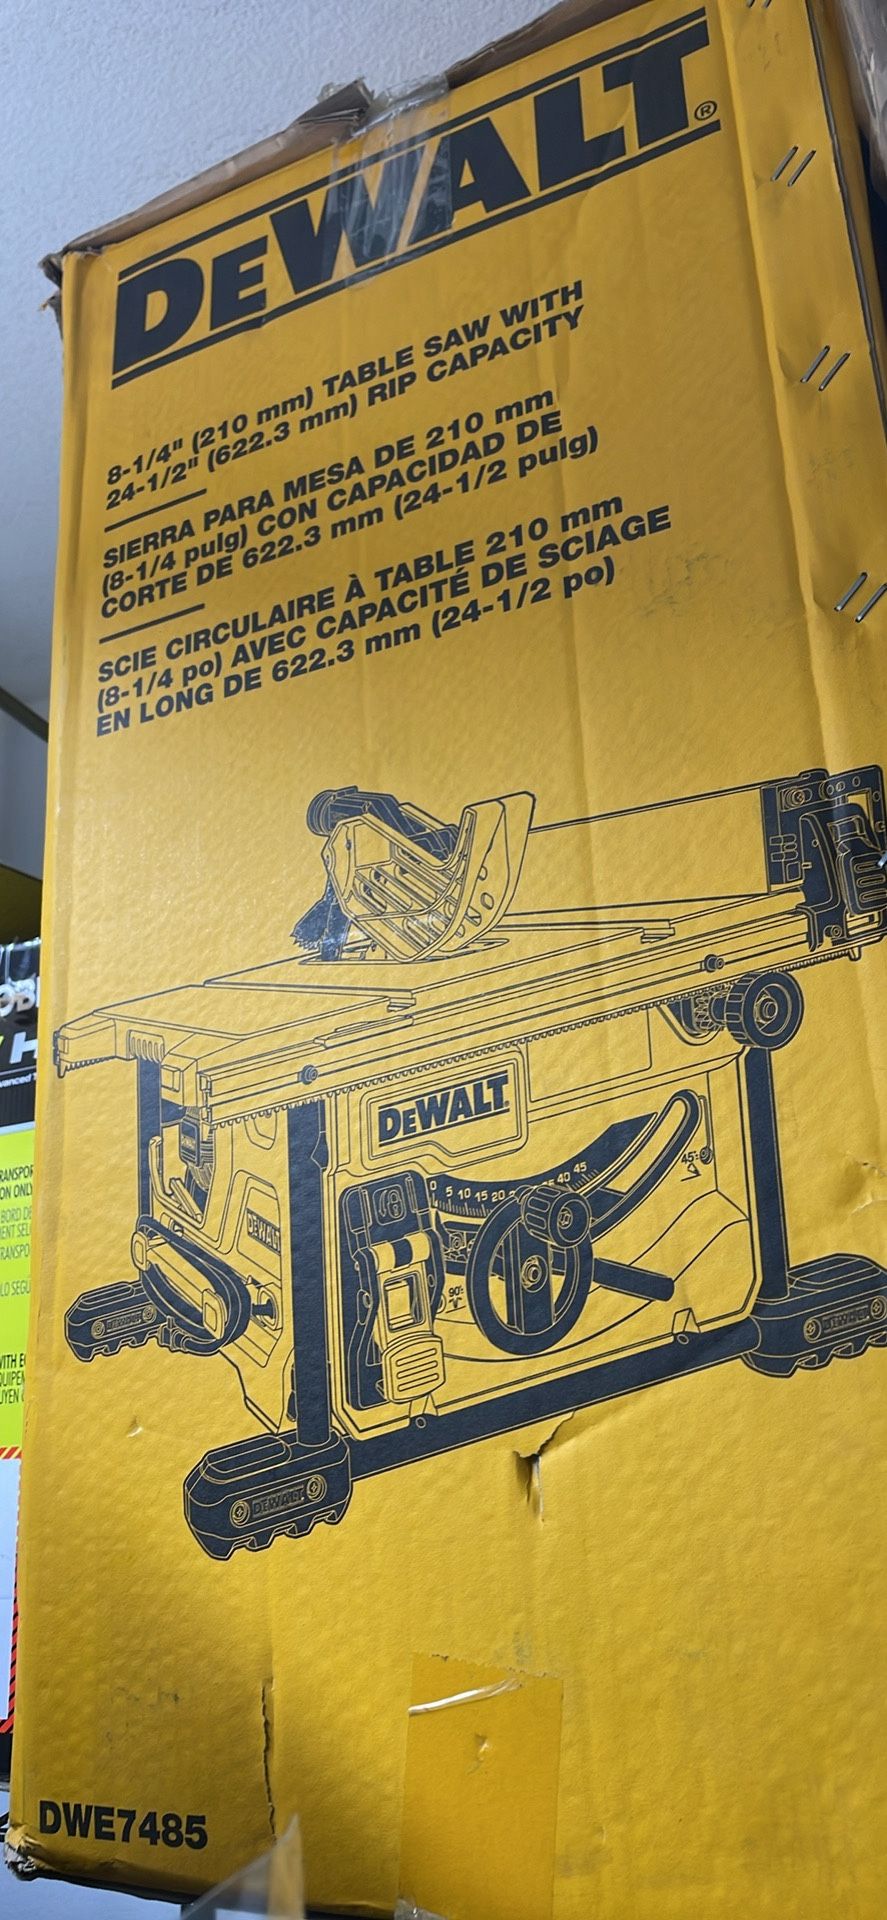 DEWALT®
8-1/4" (210 mm) TABLE SAW WITH
24-1/2" (622.3 mm) RIP CAPACITY
SIERRA PARA MESA DE 210 mm
(8-1/4 pulg) CON CAPACIDAD DE
CORTE DE 622.3 mm (24-1/2 pulg)
SCIE CIRCULAIRE À TABLE 210 mm
(8-1/4 po) AVEC CAPACITÉ DE SCIAGE
EN LONG DE 622.3 mm (24-1/2 po)
DEWALT
0 5 10 15 20 35 40 45
45°
DEWALT
90°
DEWALT
DEWALT
DEWALT
DWE7485